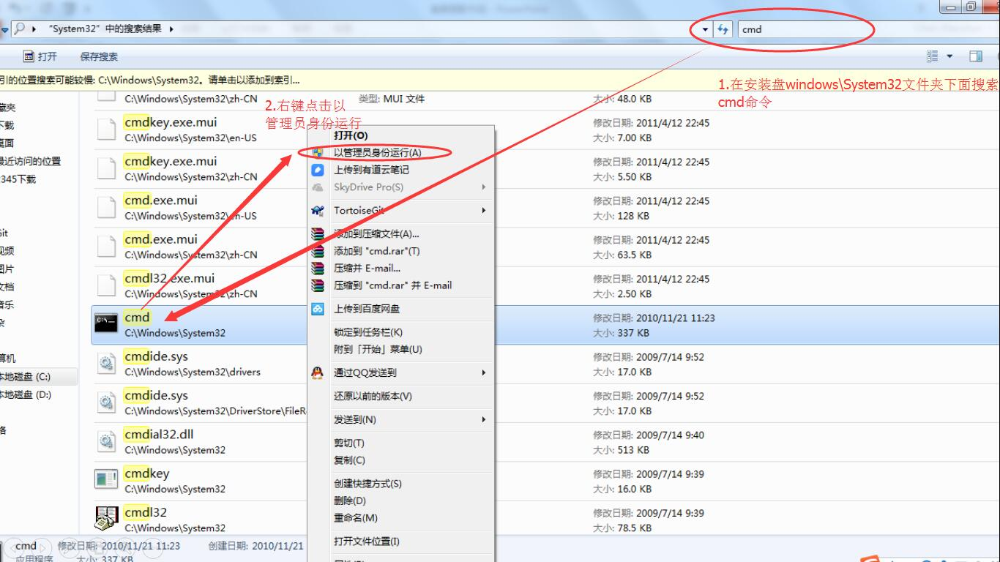 "System32" 中的搜索结果
cmd
打开
保存搜索
引的位置搜索可能较慢: C:\Windows\System32。请单击以添加到索引...
1.在安装盘windows\System32文件夹下面搜索
cmd命令
2.右键点击以
管理员身份运行
藏夹
下载
桌面
最近访问的位置
2345下载
Git
视频
图片
文档
音乐
杂
算机
本地磁盘 (C:)
本地磁盘 (D:)
络
C:\Windows\System32\zh-CN
类型: MUI 文件
大小: 48.0 KB
cmdkey.exe.mui
C:\Windows\System32\en-US
修改日期: 2011/4/12 22:45
大小: 7.00 KB
cmdkey.exe.mui
C:\Windows\System32\zh-CN
修改日期: 2011/4/12 22:45
大小: 5.50 KB
cmd.exe.mui
C:\Windows\System32\en-US
修改日期: 2011/4/12 22:45
大小: 128 KB
cmd.exe.mui
C:\Windows\System32\zh-CN
修改日期: 2011/4/12 22:45
大小: 63.5 KB
cmdl32.exe.mui
C:\Windows\System32\zh-CN
修改日期: 2011/4/12 22:45
大小: 2.50 KB
cmd
C:\Windows\System32
修改日期: 2010/11/21 11:23
大小: 337 KB
cmdide.sys
C:\Windows\System32\drivers
修改日期: 2009/7/14 9:52
大小: 17.0 KB
cmdide.sys
C:\Windows\System32\DriverStore\FileR
修改日期: 2009/7/14 9:52
大小: 17.0 KB
cmdial32.dll
C:\Windows\System32
修改日期: 2009/7/14 9:40
大小: 513 KB
cmdkey
C:\Windows\System32
修改日期: 2009/7/14 9:39
大小: 16.0 KB
cmdl32
C:\Windows\System32
修改日期: 2009/7/14 9:39
大小: 78.5 KB
打开(O)
以管理员身份运行(A)
上传到有道云笔记
SkyDrive Pro(S)
TortoiseGit
添加到压缩文件(A)...
添加到 "cmd.rar"(T)
压缩并 E-mail...
压缩到 "cmd.rar" 并 E-mail
上传到百度网盘
锁定到任务栏(K)
附到「开始」菜单(U)
通过QQ发送到
还原以前的版本(V)
发送到(N)
剪切(T)
复制(C)
创建快捷方式(S)
删除(D)
重命名(M)
打开文件位置(I)
cmd
修改日期: 2010/11/21 11:23
创建日期: 2010/11/21
应用程序
大小: 337 KB